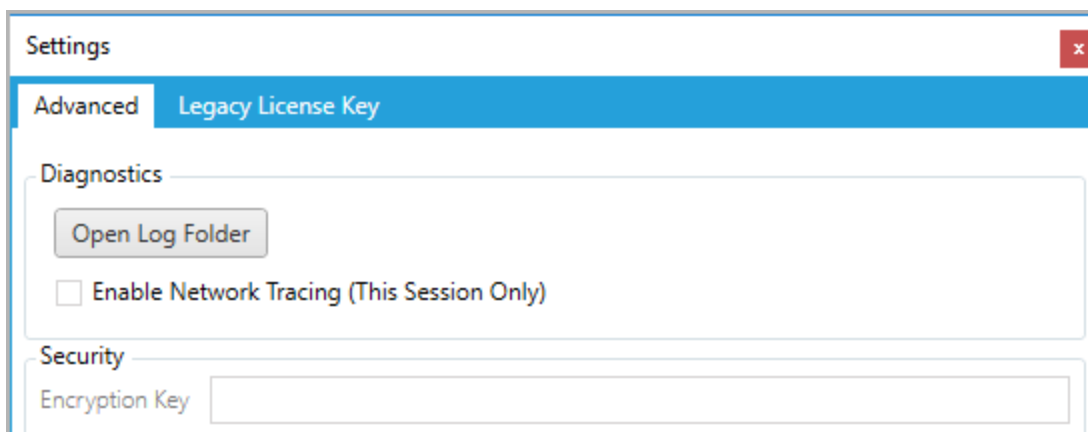 Settings
x
Advanced Legacy License Key
Diagnostics
Open Log Folder
Enable Network Tracing (This Session Only)
Security
Encryption Key